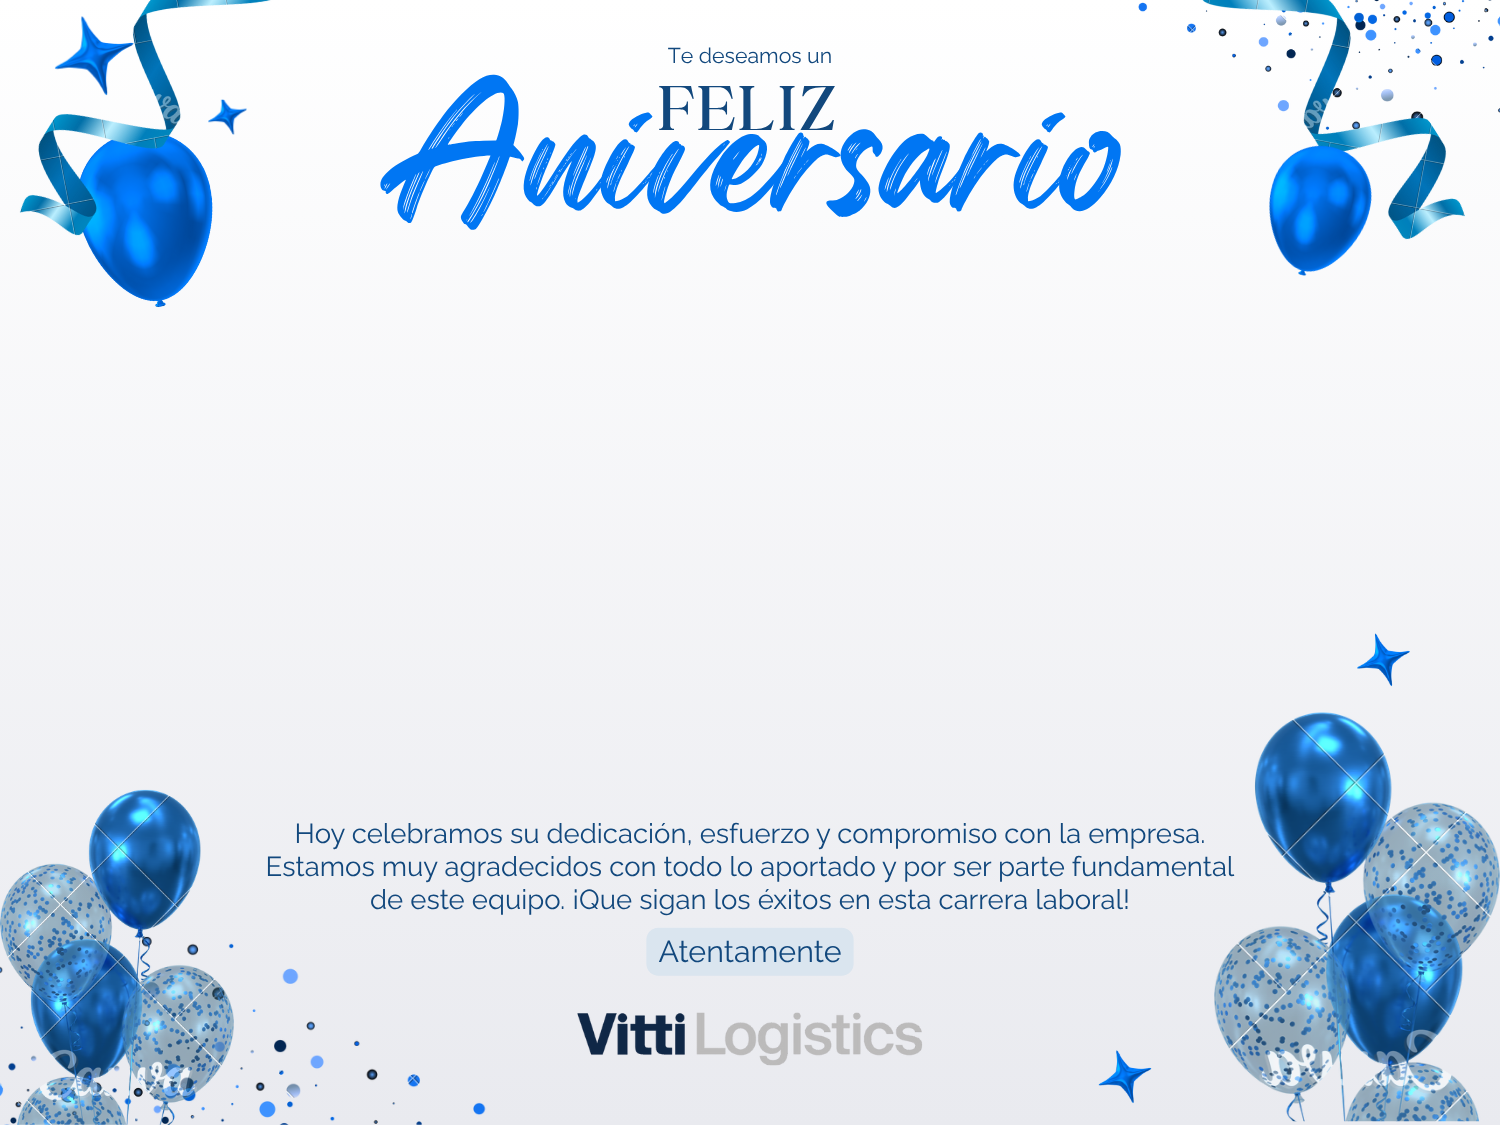 Te deseamos un
FELIZ
Aniversario
Hoy celebramos su dedicación, esfuerzo y compromiso con la empresa.
Estamos muy agradecidos con todo lo aportado y por ser parte fundamental
de este equipo. ¡Que sigan los éxitos en esta carrera laboral!
Atentamente
Vitti Logistics
Canva
Canva